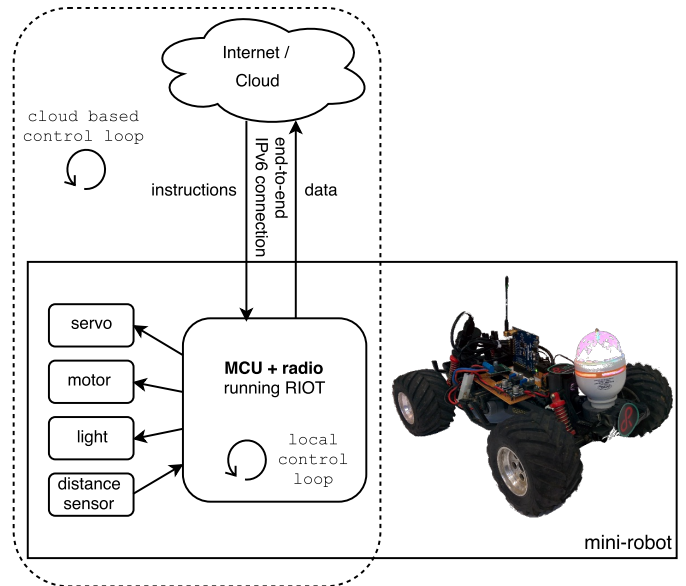 Internet /
Cloud
cloud based
control loop
instructions
end-to-end
IPv6 connection
data
servo
motor
light
distance
sensor
MCU + radio
running RIOT
local
control
loop
mini-robot